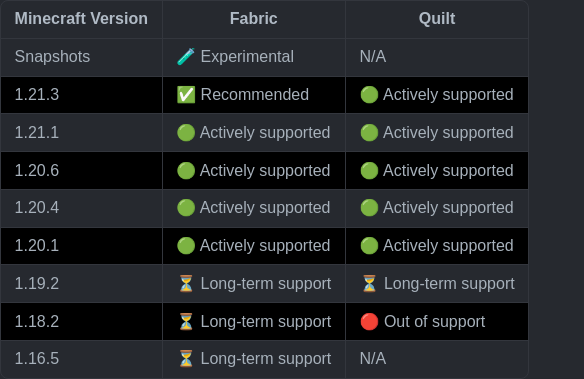 Minecraft Version Fabric Quilt
Snapshots 🧪 Experimental N/A
1.21.3 ✅ Recommended 🟢 Actively supported
1.21.1 🟢 Actively supported 🟢 Actively supported
1.20.6 🟢 Actively supported 🟢 Actively supported
1.20.4 🟢 Actively supported 🟢 Actively supported
1.20.1 🟢 Actively supported 🟢 Actively supported
1.19.2 ⏳ Long-term support ⏳ Long-term support
1.18.2 ⏳ Long-term support 🔴 Out of support
1.16.5 ⏳ Long-term support N/A